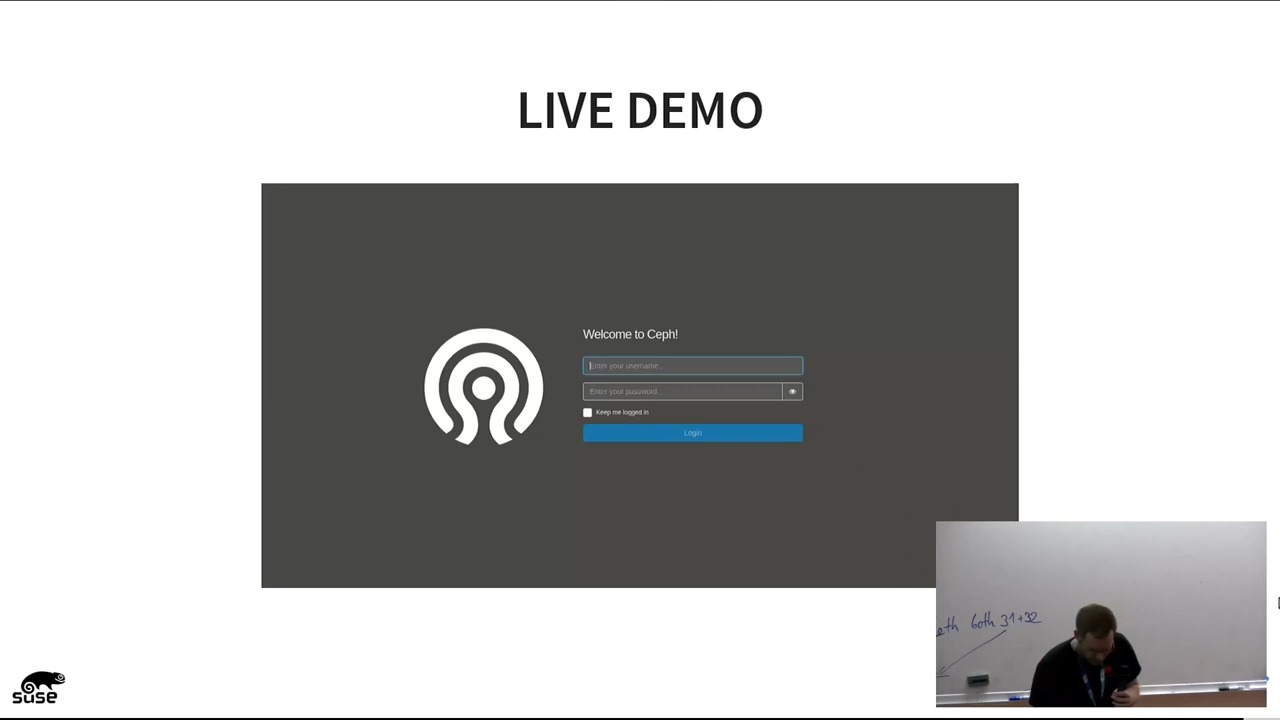 LIVE DEMO
Welcome to Ceph!
Enter your username...
Enter your password...
Keep me logged in
Login
eth 60th 31+32
SUSE